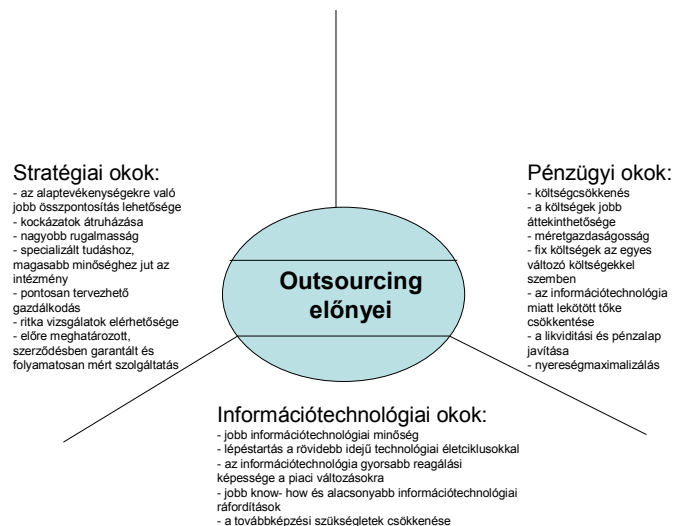 Stratégiai okok:
- az alaptevékenységekre való
jobb összpontosítás lehetősége
- kockázatok átruházása
- nagyobb rugalmasság
- specializált tudáshoz,
magasabb minőséghez jut az
intézmény
- pontosan tervezhető
gazdálkodás
- ritka vizsgálatok elérhetősége
- előre meghatározott,
szerződésben garantált és
folyamatosan mért szolgáltatás
Outsourcing
előnyei
Pénzügyi okok:
- költségcsökkenés
- a költségek jobb
áttekinthetősége
- méretgazdaságosság
- fix költségek az egyes
változó költségekkel
szemben
- az információtechnológia
miatt lekötött tőke
csökkentése
- a likviditási és pénzalap
javítása
- nyereségmaximalizálás
Információtechnológiai okok:
- jobb információtechnológiai minőség
- lépéstartás a rövidebb idejű technológiai életciklusokkal
- az információtechnológia gyorsabb reagálási
képessége a piaci változásokra
- jobb know- how és alacsonyabb információtechnológiai
ráfordítások
- a továbbképzési szükségletek csökkenése